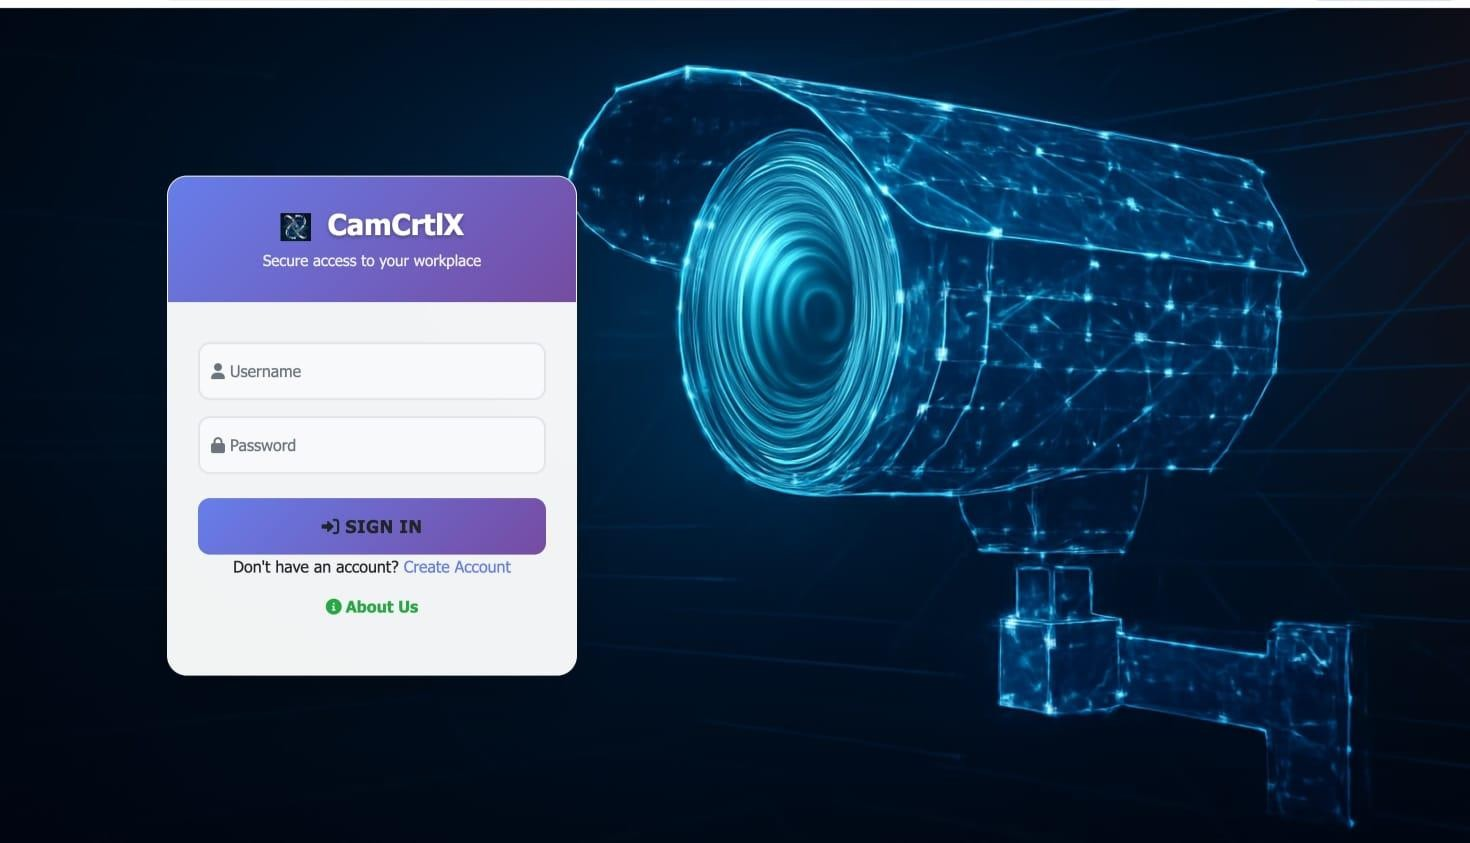 CamCrtlX
Secure access to your workplace
Username
Password
SIGN IN
Don't have an account? Create Account
About Us